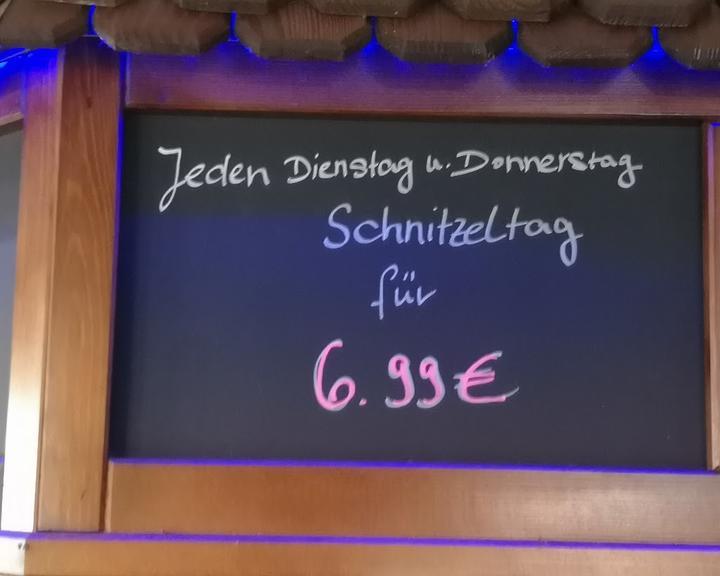 Jeden Dienstag u. Donnerstag
Schnitzeltag
für
6.99€